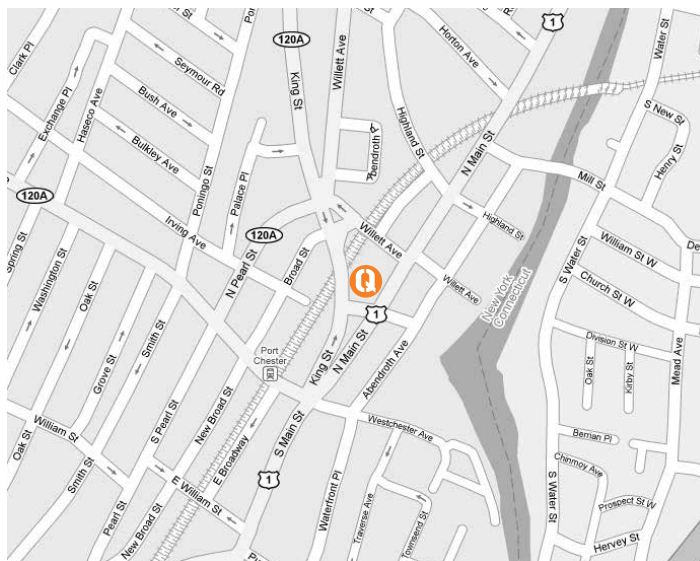 120A
1
Clark Pl
Seymour Rd
King St
Willett Ave
Horton Ave
Water St
Exchange Pl
Haseco Ave
Bush Ave
Bulkley Ave
Poningo St
Palace Pl
Abendroth P
Highland St
N Main St
S New St
Henry St
Mill St
120A
Irving Ave
120A
Highland St
Spring St
Washington St
N Pearl St
Broad St
Willett Ave
Willett Ave
New York
Connecticut
S Water St
William St W
Church St W
De
Oak St
Q
1
Grove St
Smith St
Port
Chester
King St
N Main St
Abendroth Ave
Division St W
Mead Ave
Oak St
Kirby St
William St
S Pearl St
New Broad St
Westchester Ave
Beman Pl
Oak St
Smith St
E Broadway
S Main St
Chinmoy Ave
1
E William St
Waterfront Pl
Traverse Ave
Townsend St
S Water St
Prospect St W
Pearl St
New Broad St
Hervey St